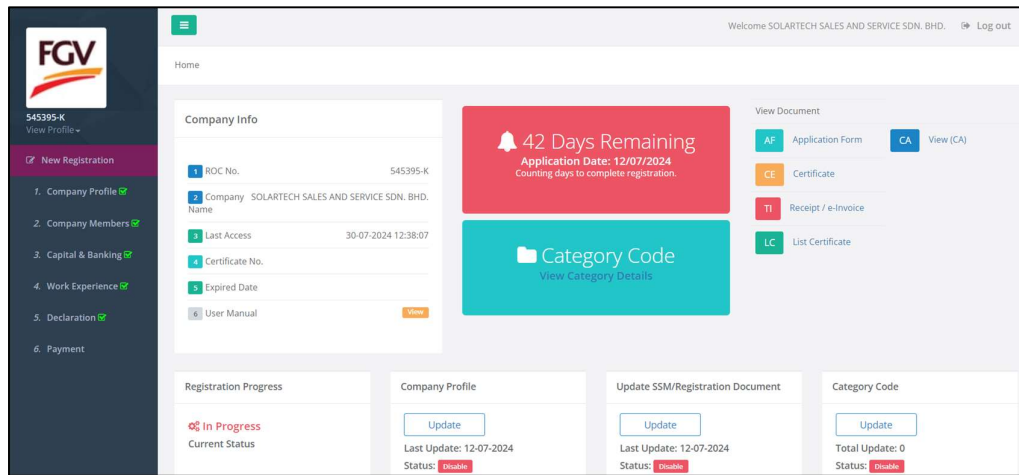 FGV
545395-K
View Profile
New Registration
1. Company Profile
2. Company Members
3. Capital & Banking
4. Work Experience
5. Declaration
6. Payment
Welcome SOLARTECH SALES AND SERVICE SDN. BHD. Log out
Home
Company Info
1 ROC No. 545395-K
2 Company SOLARTECH SALES AND SERVICE SDN. BHD.
Name
3 Last Access 30-07-2024 12:38:07
4 Certificate No.
5 Expired Date
6 User Manual View
42 Days Remaining
Application Date: 12/07/2024
Counting days to complete registration.
Category Code
View Category Details
View Document
AF Application Form CA View (CA)
CE Certificate
TI Receipt / e-Invoice
LC List Certificate
Registration Progress
In Progress
Current Status
Company Profile
Update
Last Update: 12-07-2024
Status: Disable
Update SSM/Registration Document
Update
Last Update: 12-07-2024
Status: Disable
Category Code
Update
Total Update: 0
Status: Disable